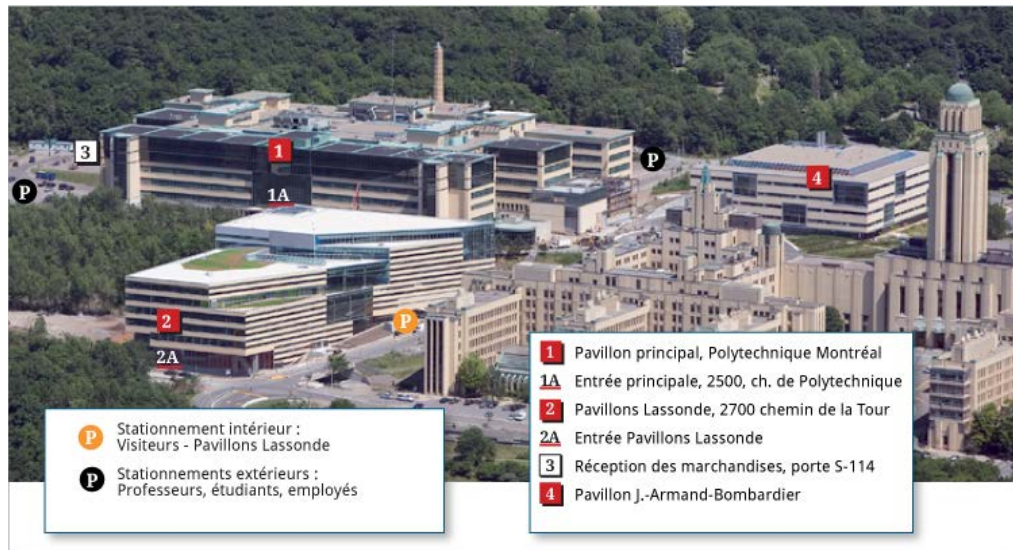 3
P
1
1A
P
4
2
2A
P
P Stationnement intérieur :
Visiteurs - Pavillons Lassonde
P Stationnements extérieurs :
Professeurs, étudiants, employés
1 Pavillon principal, Polytechnique Montréal
1A Entrée principale, 2500, ch. de Polytechnique
2 Pavillons Lassonde, 2700 chemin de la Tour
2A Entrée Pavillons Lassonde
3 Réception des marchandises, porte S-114
4 Pavillon J.-Armand-Bombardier